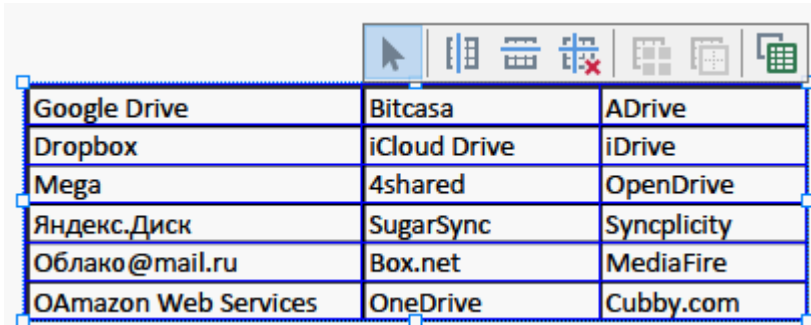 Google Drive Bitcasa ADrive
Dropbox iCloud Drive iDrive
Mega 4shared OpenDrive
Яндекс.Диск SugarSync Syncplicity
Облако@mail.ru Box.net MediaFire
OAmazon Web Services OneDrive Cubby.com